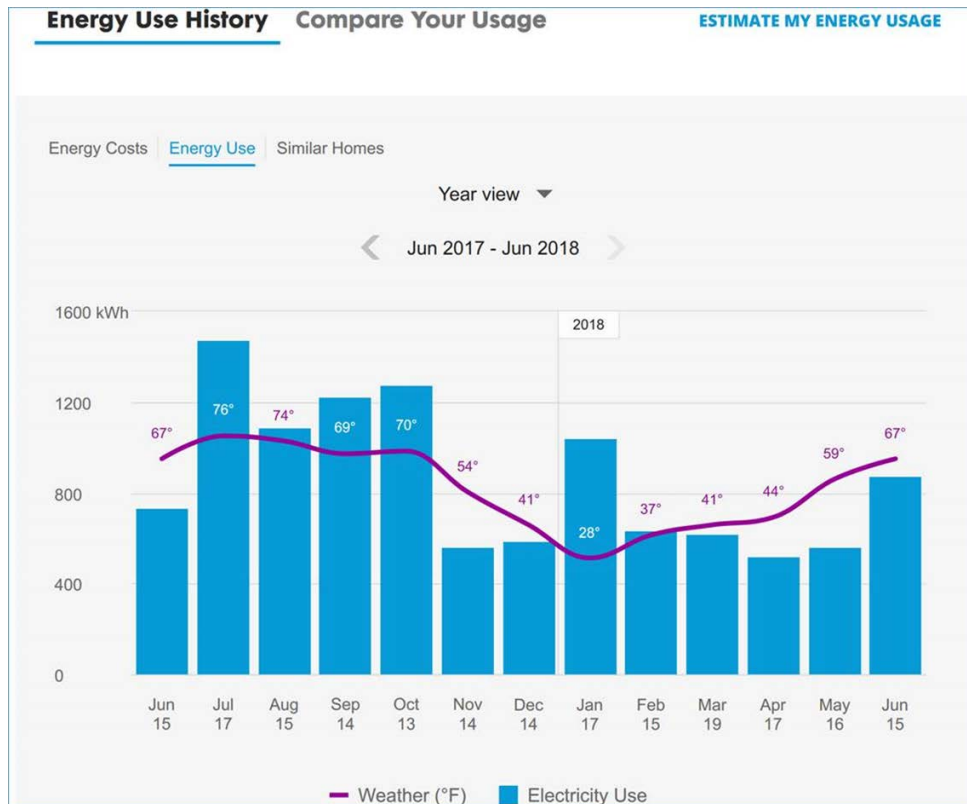 Energy Use History Compare Your Usage ESTIMATE MY ENERGY USAGE
Energy Costs Energy Use Similar Homes
Year view
Jun 2017 - Jun 2018
1600 kWh
2018
1200
76° 74° 69° 70°
67° 67°
59°
54°
800
41° 28° 37° 41° 44°
400
0
Jun Jul Aug Sep Oct Nov Dec Jan Feb Mar Apr May Jun
15 17 15 14 13 14 14 17 15 19 17 16 15
Weather (°F) Electricity Use